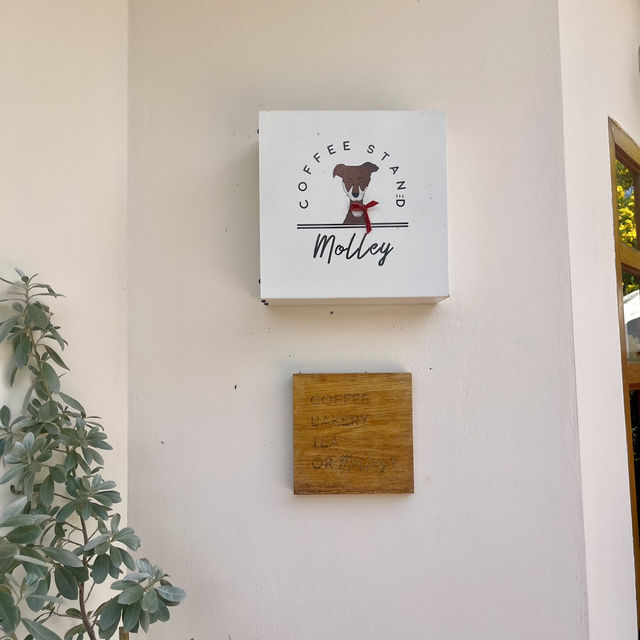 COFFEE STAND
Molley
COFFEE
BAKERY
TEA
OR